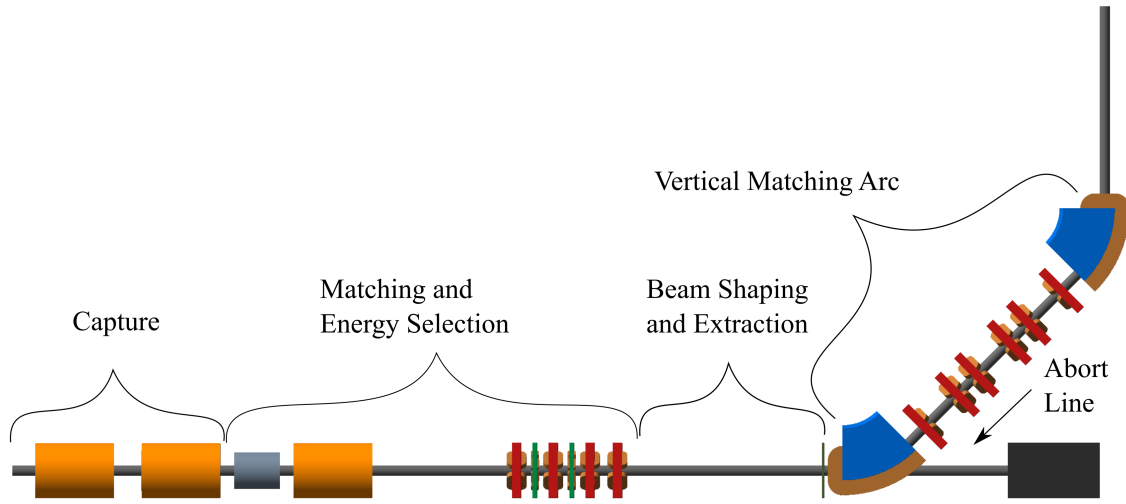 Vertical Matching Arc
Matching and
Energy Selection
Beam Shaping
and Extraction
Capture
Abort
Line